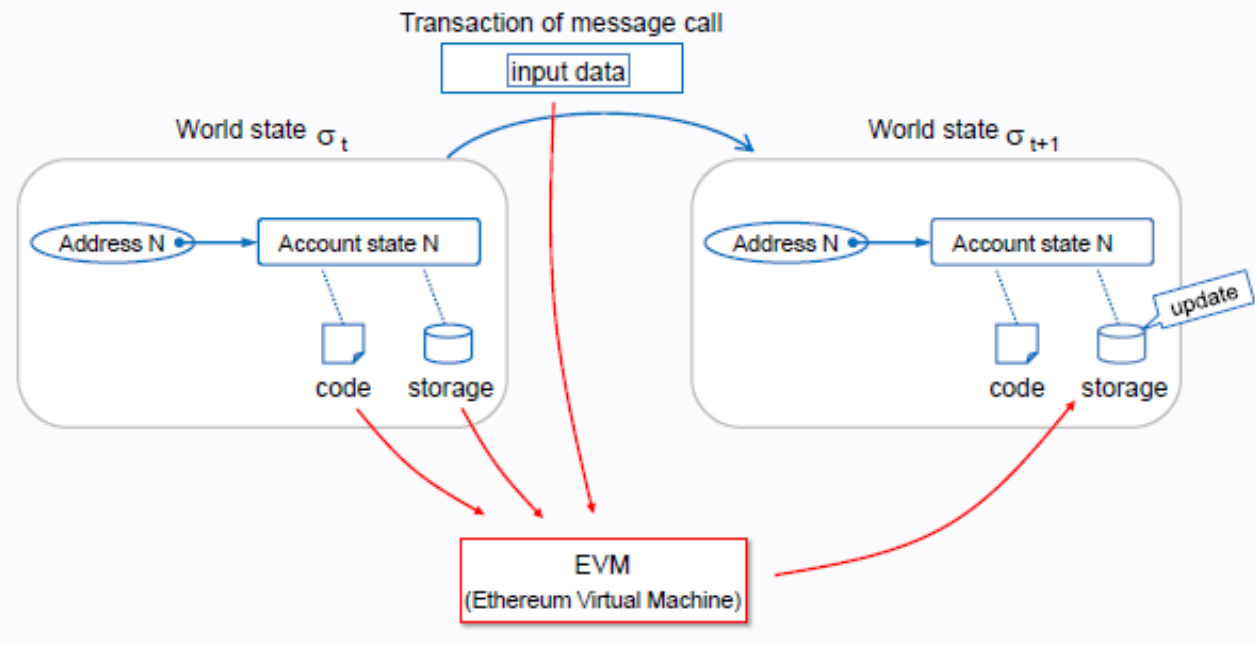 Transaction of message call
input data
World state σ t
World state σ t+1
Address N
Account state N
Address N
Account state N
update
code
storage
code
storage
EVM
(Ethereum Virtual Machine)